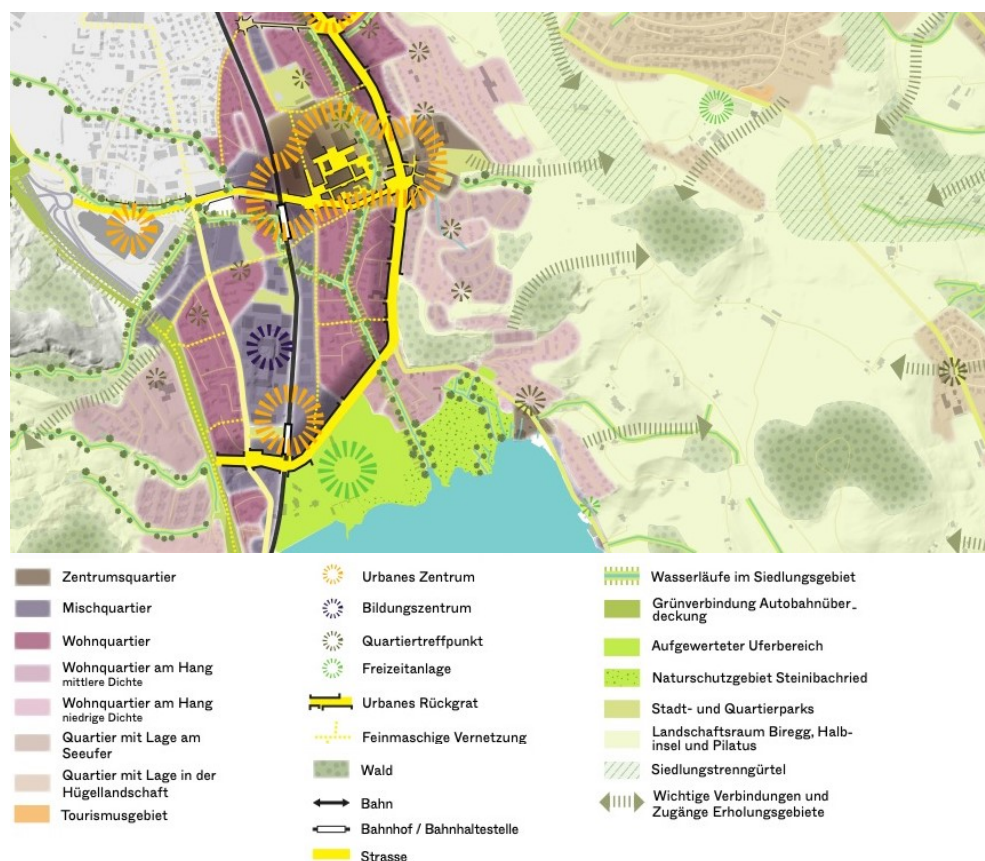 Zentrumsquartier
Mischquartier
Wohnquartier
Wohnquartier am Hang
mittlere Dichte
Wohnquartier am Hang
niedrige Dichte
Quartier mit Lage am
Seeufer
Quartier mit Lage in der
Hügellandschaft
Tourismusgebiet
Urbanes Zentrum
Bildungszentrum
Quartiertreffpunkt
Freizeitanlage
Urbanes Rückgrat
Feinmaschige Vernetzung
Wald
Bahn
Bahnhof / Bahnhaltestelle
Strasse
Wasserläufe im Siedlungsgebiet
Grünverbindung Autobahnüber_
deckung
Aufgewerteter Uferbereich
Naturschutzgebiet Steinibachried
Stadt- und Quartierparks
Landschaftsraum Biregg, Halb-
insel und Pilatus
Siedlungstrenngürtel
Wichtige Verbindungen und
Zugänge Erholungsgebiete